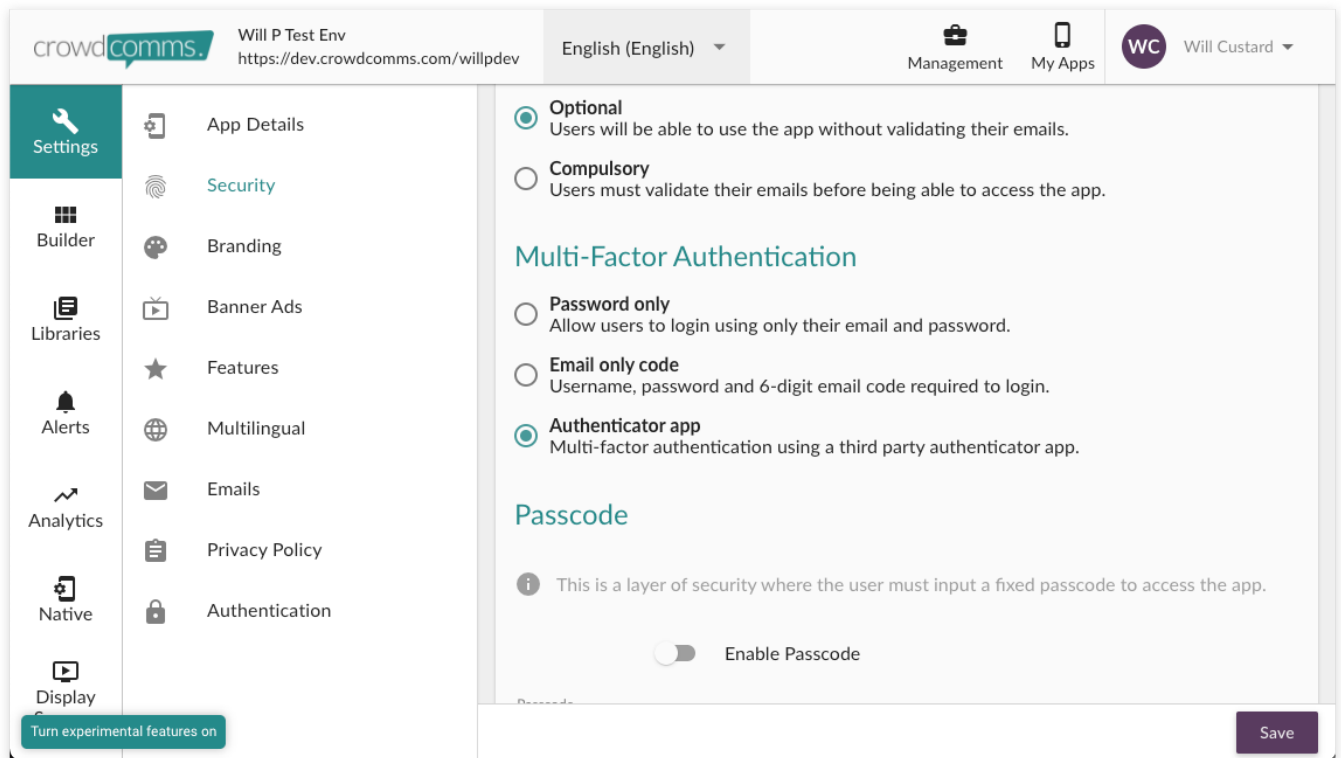 crowdcomms.
Will P Test Env
https://dev.crowdcomms.com/willpdev
English (English)
Management
My Apps
WC
Will Custard
Settings
Builder
Libraries
Alerts
Analytics
Native
Display
Turn experimental features on
App Details
Security
Branding
Banner Ads
Features
Multilingual
Emails
Privacy Policy
Authentication
Optional
Users will be able to use the app without validating their emails.
Compulsory
Users must validate their emails before being able to access the app.
Multi-Factor Authentication
Password only
Allow users to login using only their email and password.
Email only code
Username, password and 6-digit email code required to login.
Authenticator app
Multi-factor authentication using a third party authenticator app.
Passcode
This is a layer of security where the user must input a fixed passcode to access the app.
Enable Passcode
Save